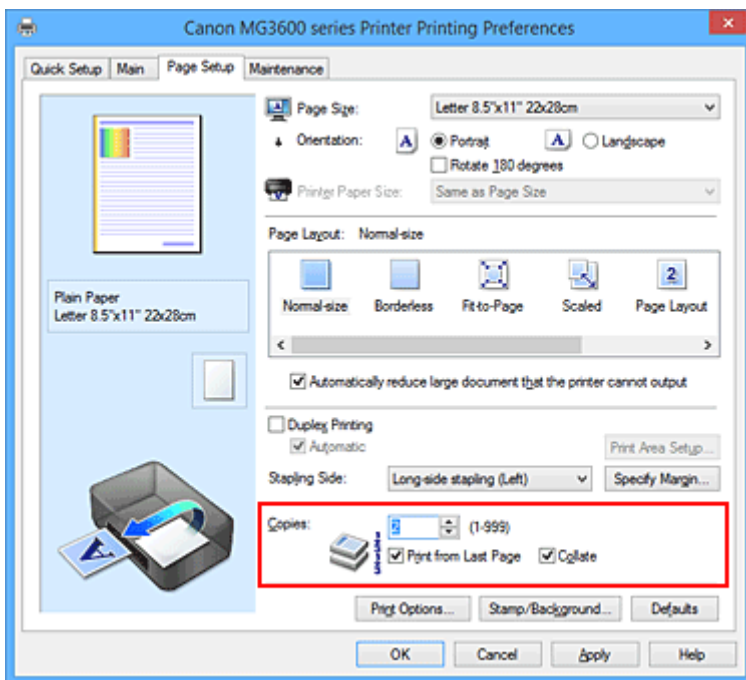 Canon MG3600 series Printer Printing Preferences
Quick Setup Main Page Setup Maintenance
Page Size: Letter 8.5"x11" 22x28cm
Orientation: A Portrait A Landscape
Rotate 180 degrees
Printer Paper Size: Same as Page Size
Page Layout: Normal-size
2
Normal-size Borderless Fit-to-Page Scaled Page Layout
Automatically reduce large document that the printer cannot output
Plain Paper
Letter 8.5"x11" 22x28cm
Duplex Printing
Automatic Print Area Setup...
Stapling Side: Long-side stapling (Left) Specify Margin...
Copies: 2 (1-999)
Print from Last Page Collate
A
Print Options... Stamp/Background... Defaults
OK Cancel Apply Help